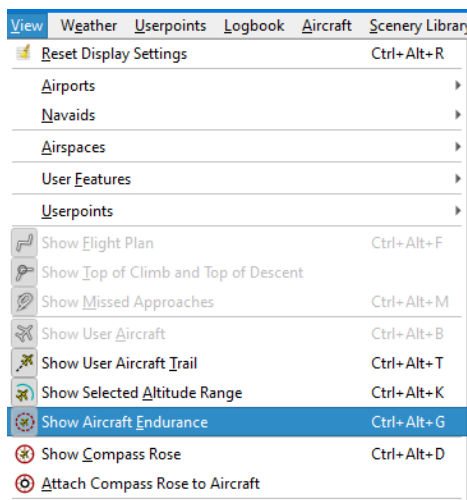 View Weather Userpoints Logbook Aircraft Scenery Library
Reset Display Settings Ctrl+Alt+R
Airports
Navaids
Airspaces
User Features
Userpoints
Show Flight Plan Ctrl+Alt+F
Show Top of Climb and Top of Descent
Show Missed Approaches Ctrl+Alt+M
Show User Aircraft Ctrl+Alt+B
Show User Aircraft Trail Ctrl+Alt+T
Show Selected Altitude Range Ctrl+Alt+K
Show Aircraft Endurance Ctrl+Alt+G
Show Compass Rose Ctrl+Alt+D
Attach Compass Rose to Aircraft